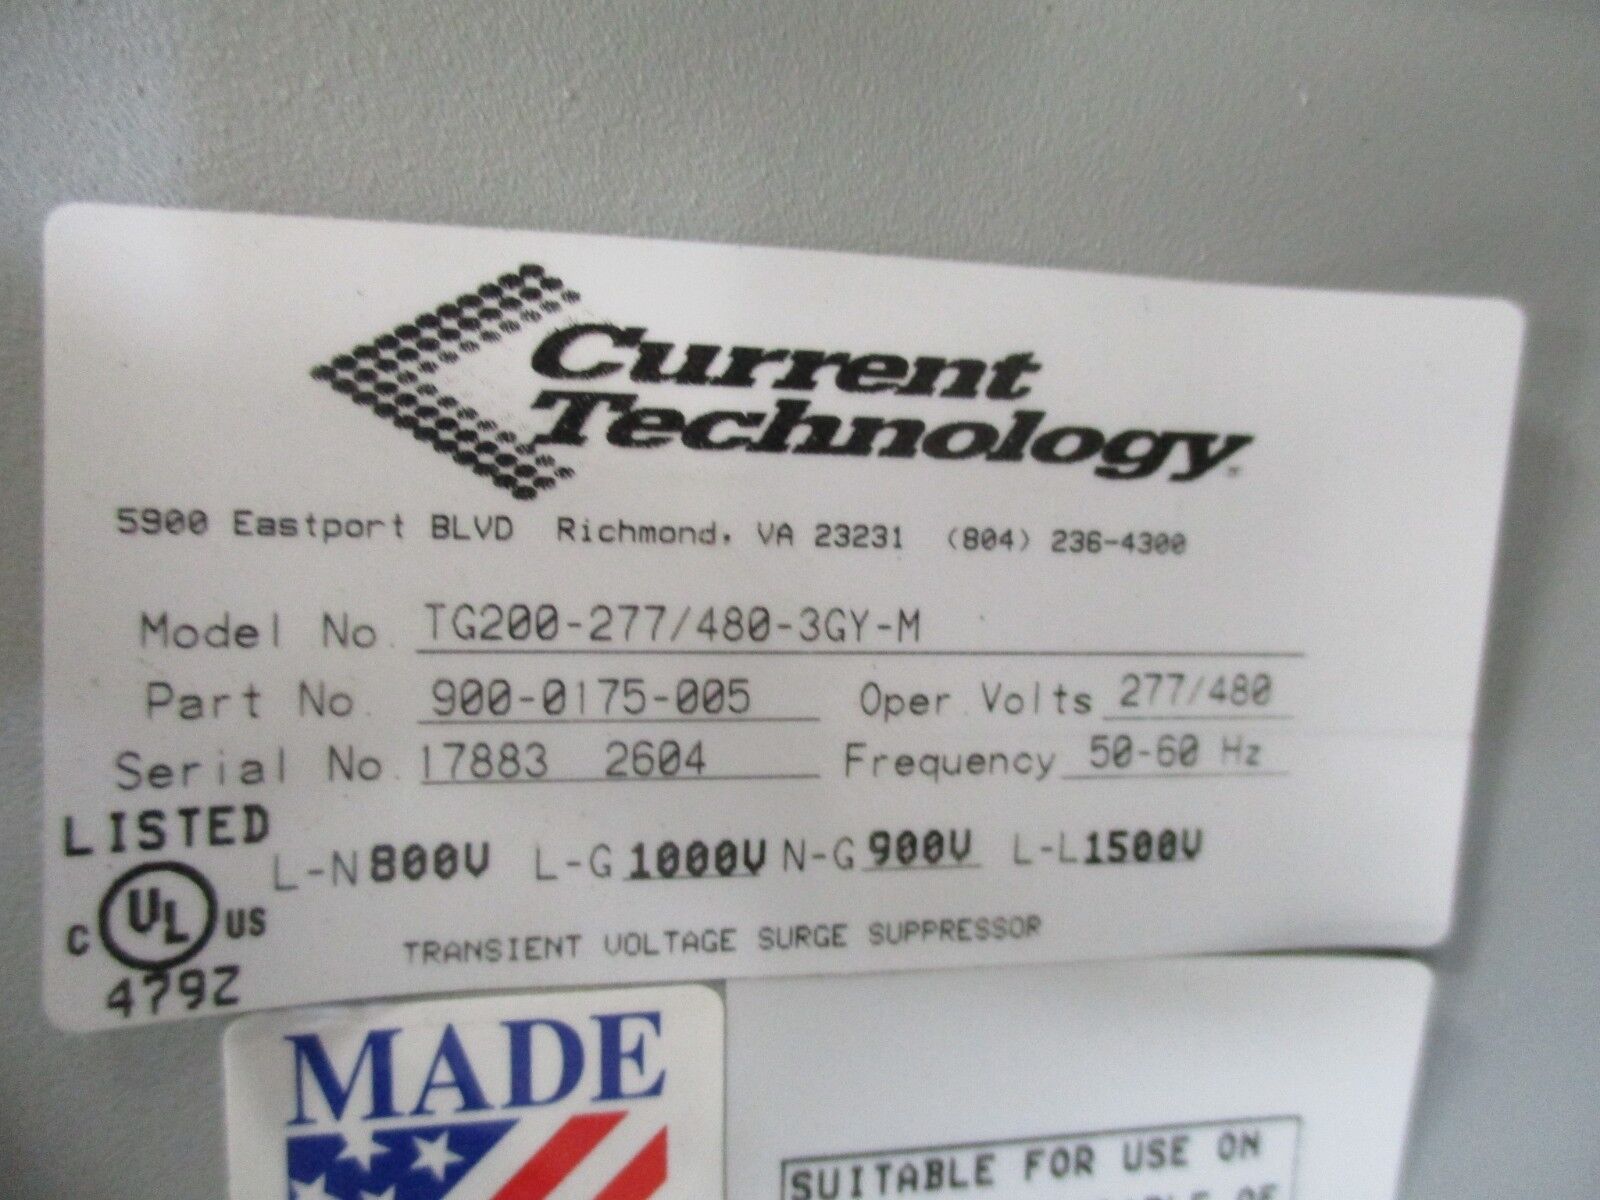 Current
Technology
5900 Eastport BLVD Richmond, VA 23231 (804) 236-4300
Model No. TG200-277/480-3GY-M
Part No. 900-0175-005 Oper. Volts 277/480
Serial No. 17883 2604 Frequency 50-60 Hz
LISTED
L-N 800V L-G 1000V N-G 900V L-L 1500V
C UL US
TRANSIENT VOLTAGE SURGE SUPPRESSOR
479Z
MADE
SUITABLE FOR USE ON
OF